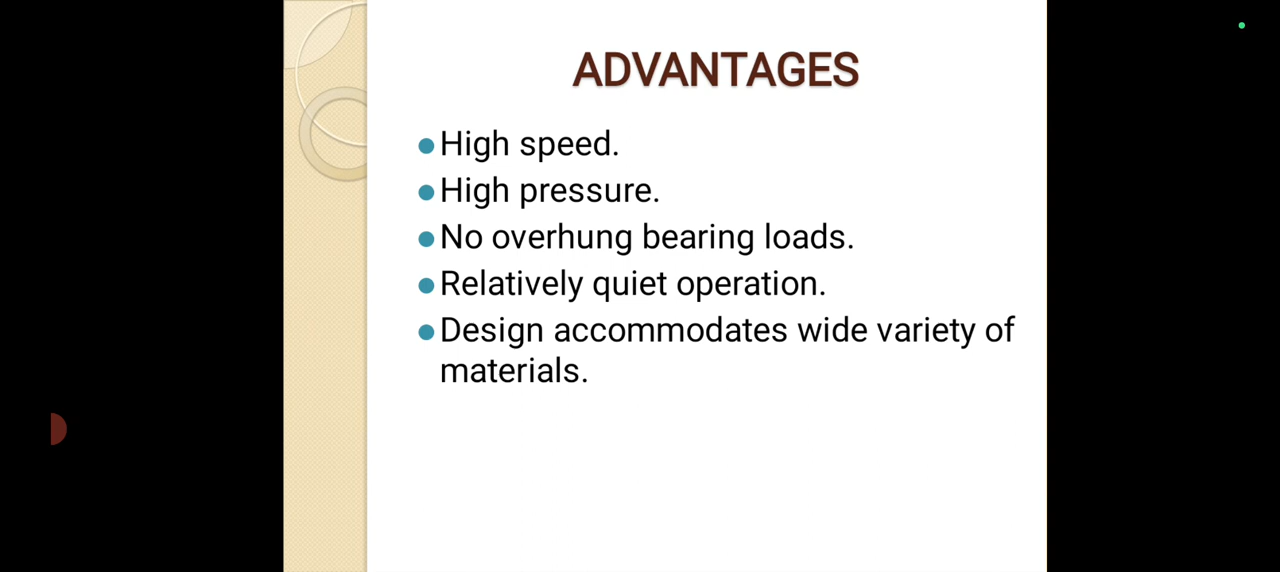 ADVANTAGES
High speed.
High pressure.
No overhung bearing loads.
Relatively quiet operation.
Design accommodates wide variety of
materials.